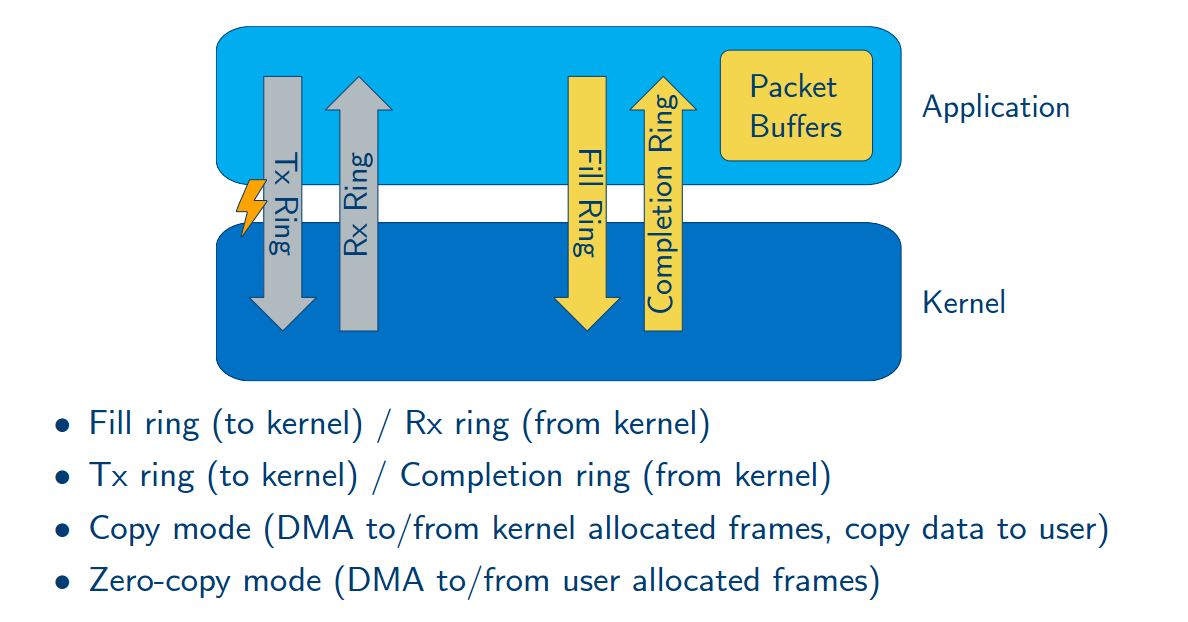 Tx Ring
Rx Ring
Fill Ring
Completion Ring
Packet
Buffers
Application
Kernel
• Fill ring (to kernel) / Rx ring (from kernel)
• Tx ring (to kernel) / Completion ring (from kernel)
• Copy mode (DMA to/from kernel allocated frames, copy data to user)
• Zero-copy mode (DMA to/from user allocated frames)